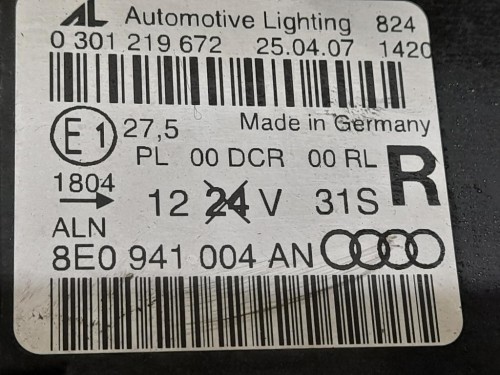 AL Automotive Lighting 824
0 301 219 672 25.04.07 1420
E1 27,5 Made in Germany
PL 00 DCR 00 RL R
1804 12 24 V 31S
ALN
8E0 941 004 AN